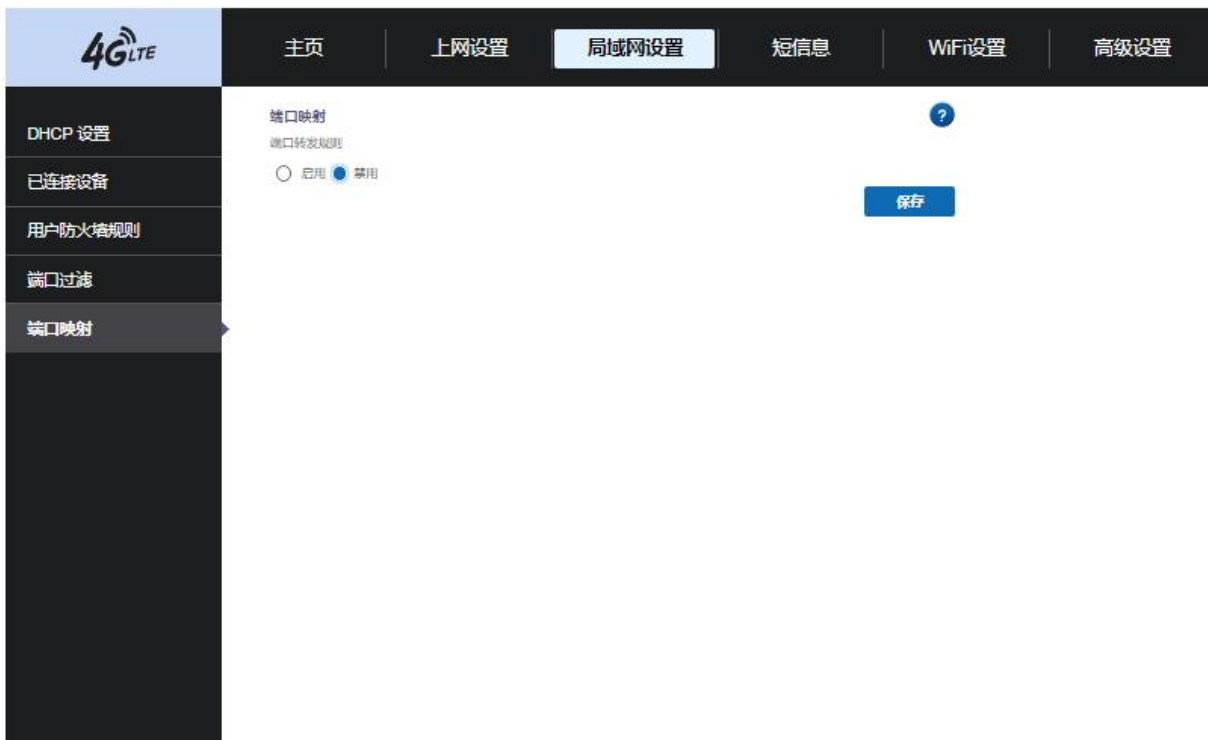 4G LTE
主页
上网设置
局域网设置
短信息
WiFi设置
高级设置
DHCP 设置
已连接设备
用户防火墙规则
端口过滤
端口映射
端口映射
?
端口转发规则
启用 禁用
保存